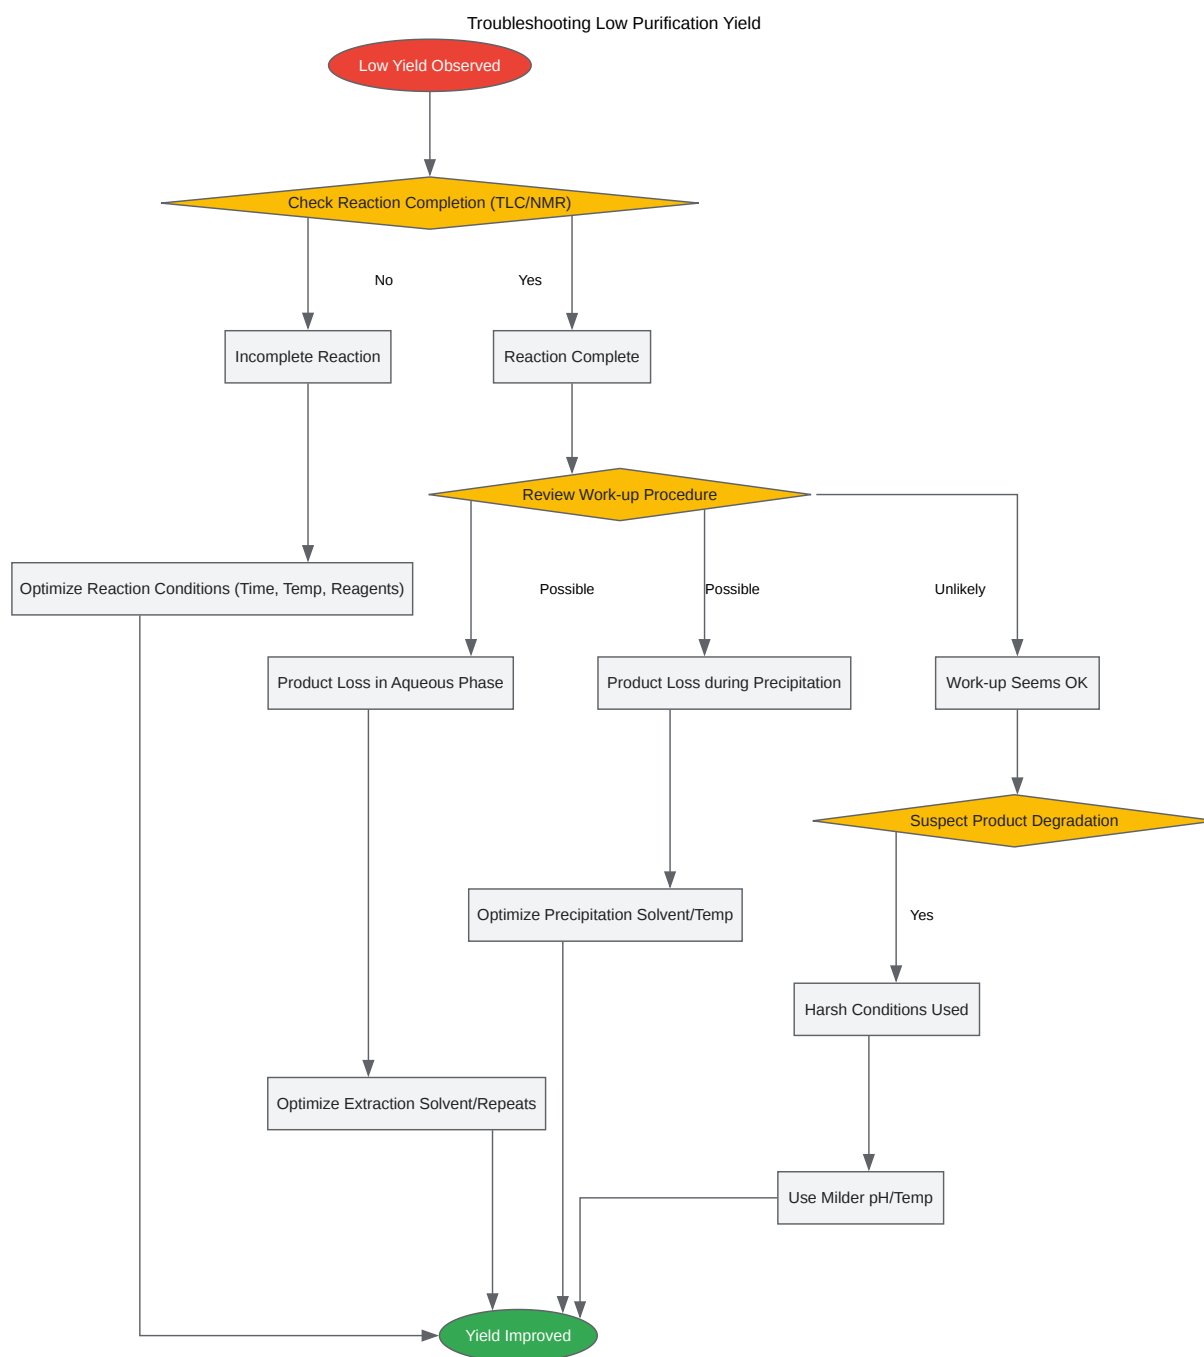 Troubleshooting Low Purification Yield
Low Yield Observed
Check Reaction Completion (TLC/NMR)
No
Yes
Incomplete Reaction
Reaction Complete
Review Work-up Procedure
Optimize Reaction Conditions (Time, Temp, Reagents)
Possible
Possible
Unlikely
Product Loss in Aqueous Phase
Product Loss during Precipitation
Work-up Seems OK
Suspect Product Degradation
Optimize Precipitation Solvent/Temp
Yes
Harsh Conditions Used
Optimize Extraction Solvent/Repeats
Use Milder pH/Temp
Yield Improved